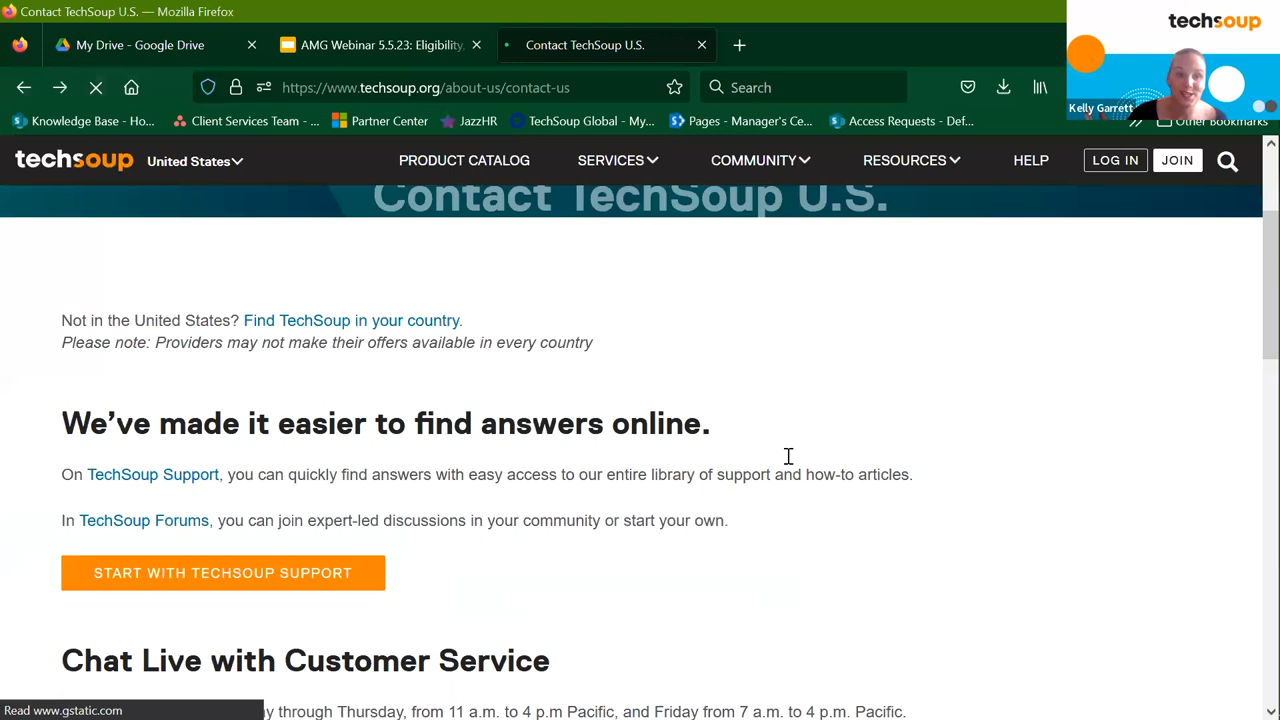 Contact TechSoup U.S. — Mozilla Firefox
My Drive - Google Drive
AMG Webinar 5.5.23: Eligibility,
Contact TechSoup U.S.
https://www.techsoup.org/about-us/contact-us
Search
Knowledge Base - Ho...
Client Services Team - ...
Partner Center
JazzHR
TechSoup Global - My...
Pages - Manager's Ce...
Access Requests - Def...
Other Bookmarks
techsoup
Kelly Garrett
techsoup
United States
PRODUCT CATALOG
SERVICES
COMMUNITY
RESOURCES
HELP
LOG IN
JOIN
Contact TechSoup U.S.
Not in the United States? Find TechSoup in your country.
Please note: Providers may not make their offers available in every country
We've made it easier to find answers online.
On TechSoup Support, you can quickly find answers with easy access to our entire library of support and how-to articles.
In TechSoup Forums, you can join expert-led discussions in your community or start your own.
START WITH TECHSOUP SUPPORT
Chat Live with Customer Service
through Thursday, from 11 a.m. to 4 p.m Pacific, and Friday from 7 a.m. to 4 p.m. Pacific.
Read www.gstatic.com